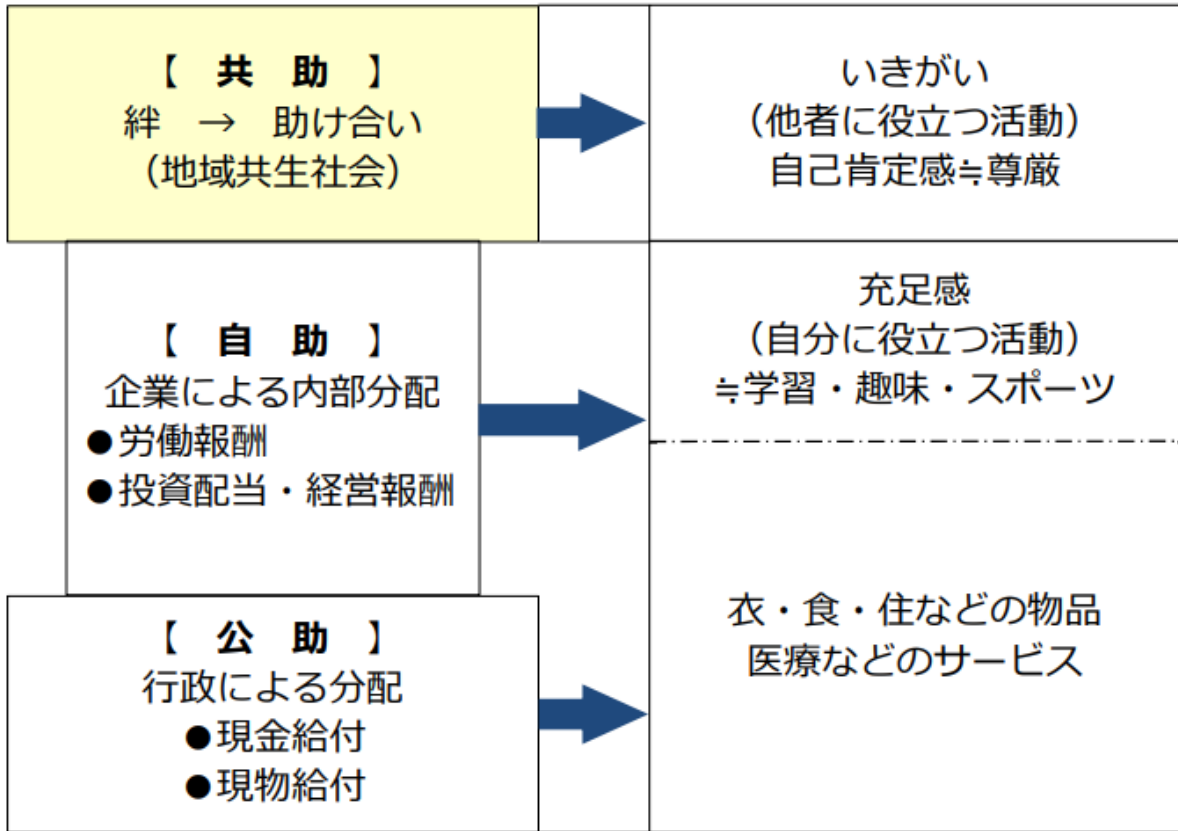 【　共　助　】
絆　→　助け合い
（地域共生社会）
いきがい
（他者に役立つ活動）
自己肯定感≒尊厳
【　自　助　】
企業による内部分配
●労働報酬
●投資配当・経営報酬
充足感
（自分に役立つ活動）
≒学習・趣味・スポーツ
【　公　助　】
行政による分配
●現金給付
●現物給付
衣・食・住などの物品
医療などのサービス